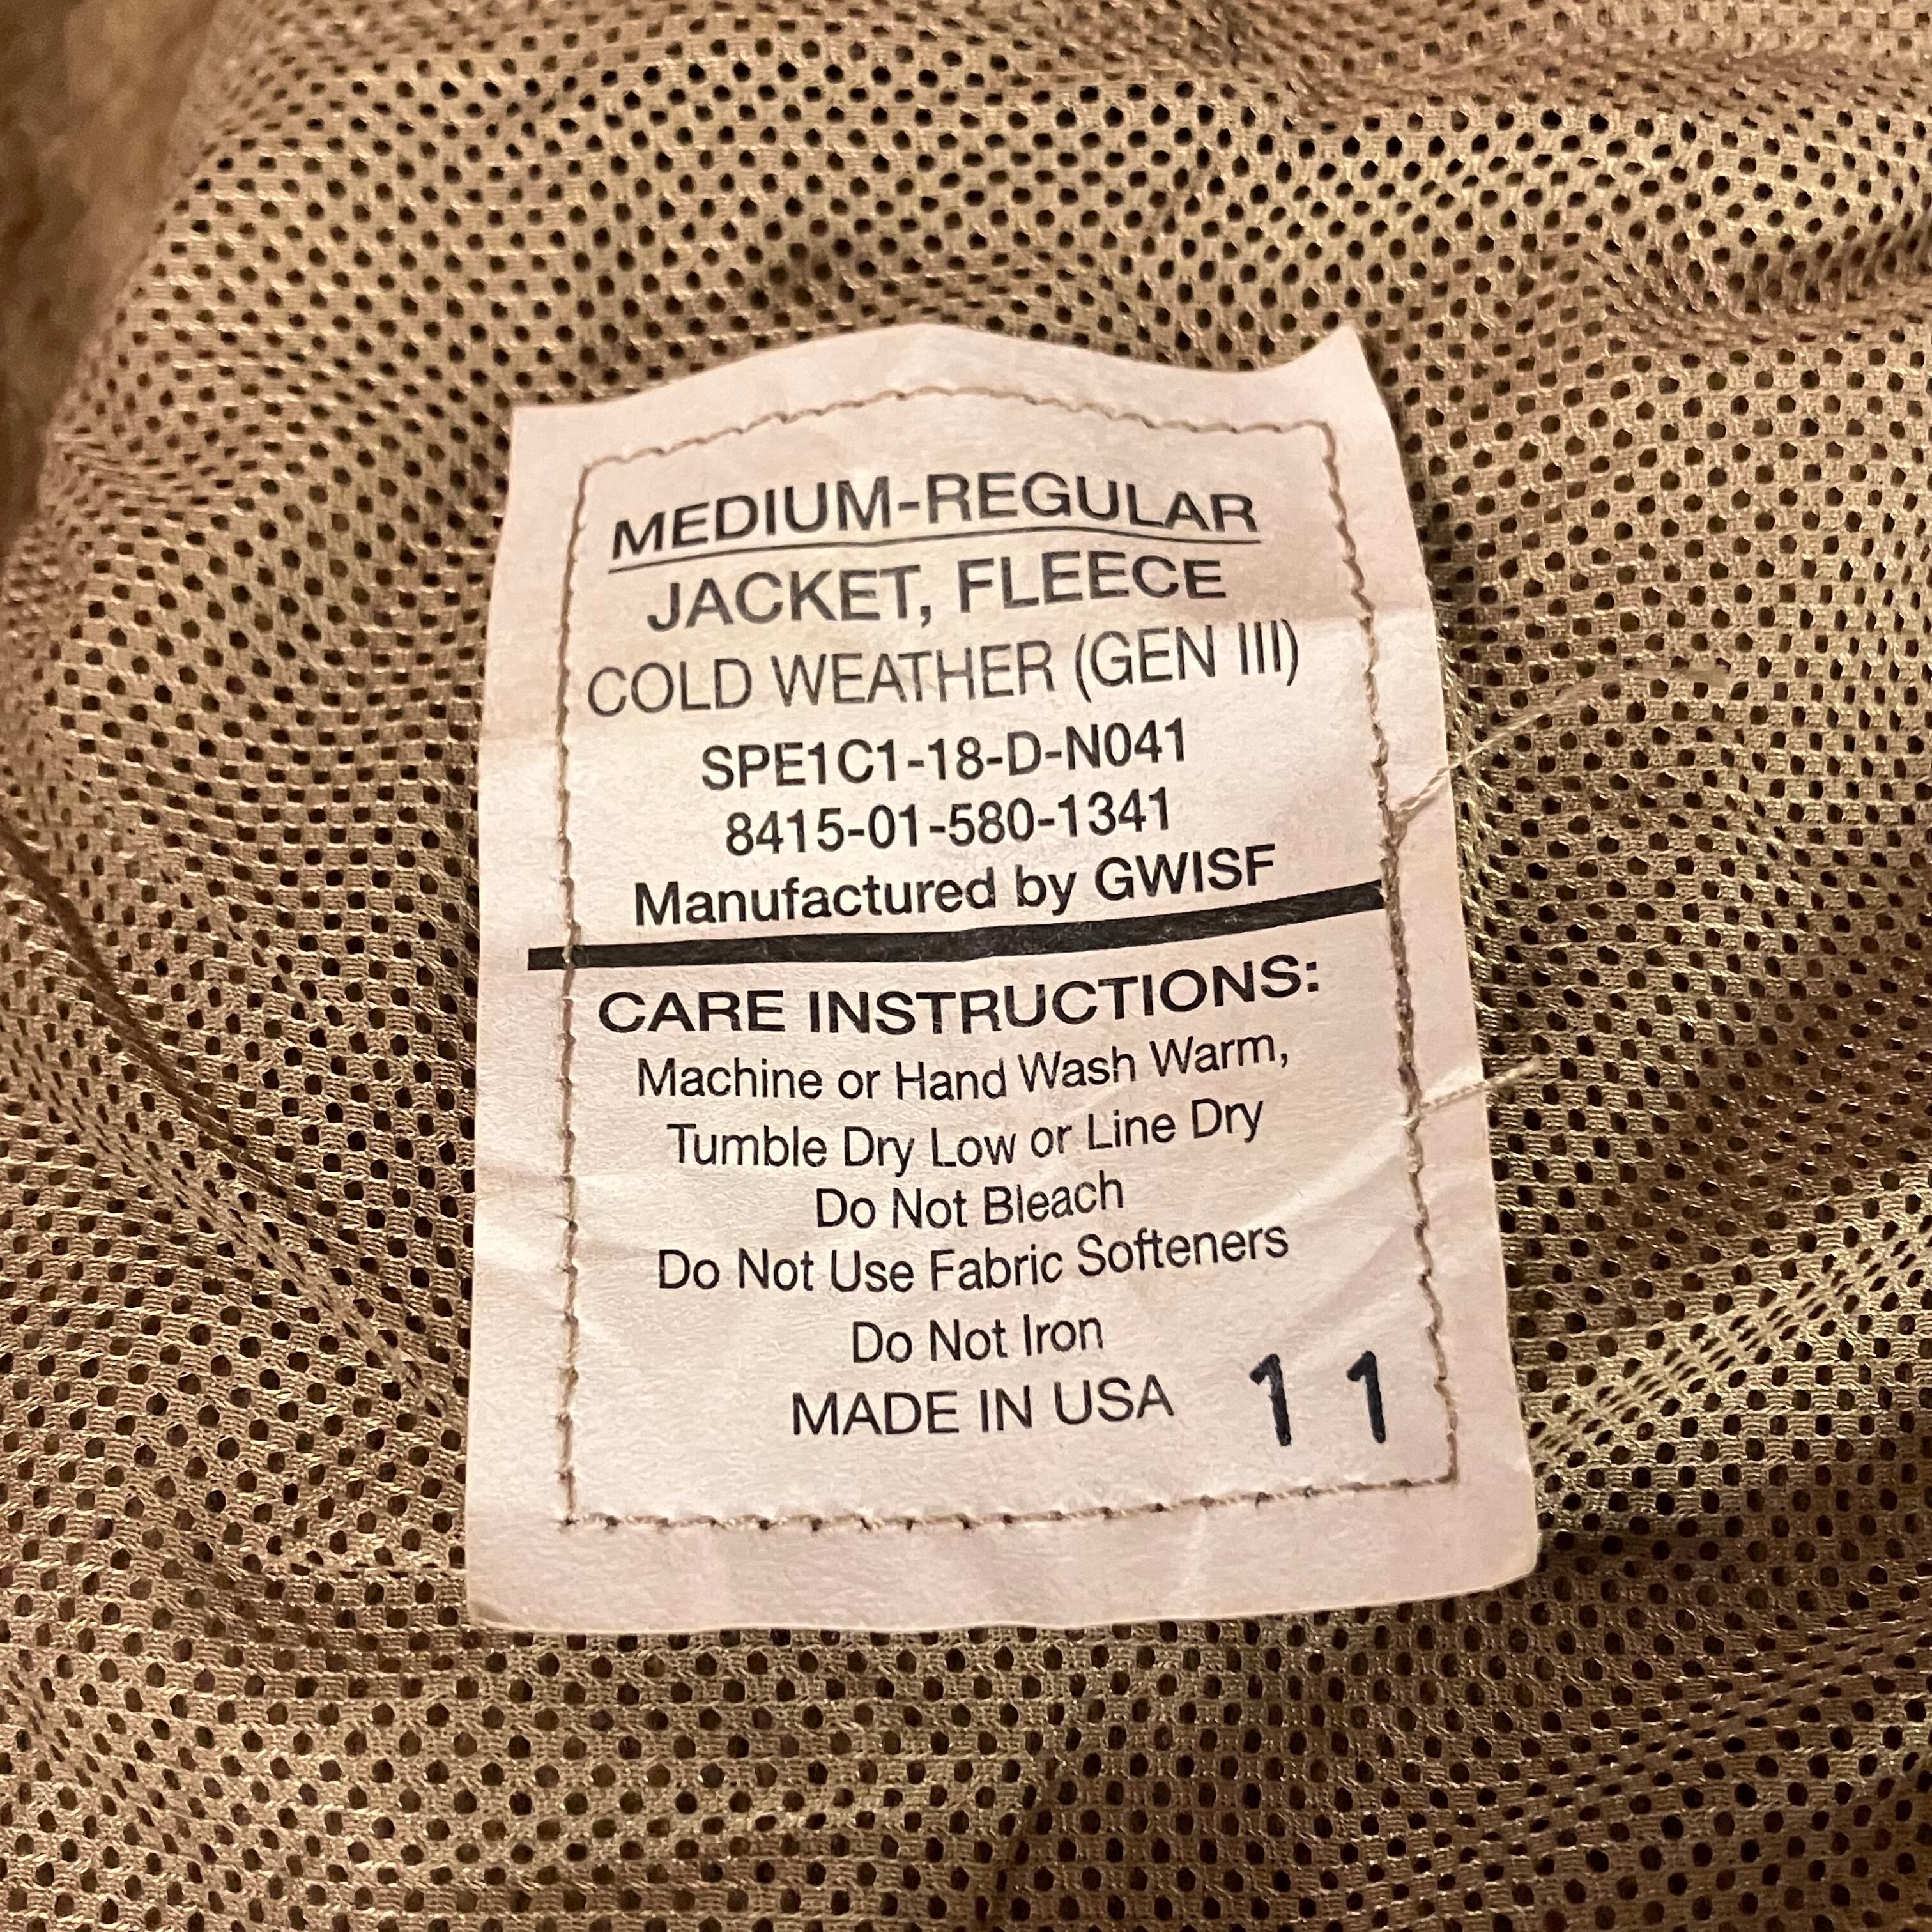 MEDIUM-REGULAR
JACKET, FLEECE
COLD WEATHER (GEN III)
SPE1C1-18-D-N041
8415-01-580-1341
Manufactured by GWISF
CARE INSTRUCTIONS:
Machine or Hand Wash Warm,
Tumble Dry Low or Line Dry
Do Not Bleach
Do Not Use Fabric Softeners
Do Not Iron
MADE IN USA 11